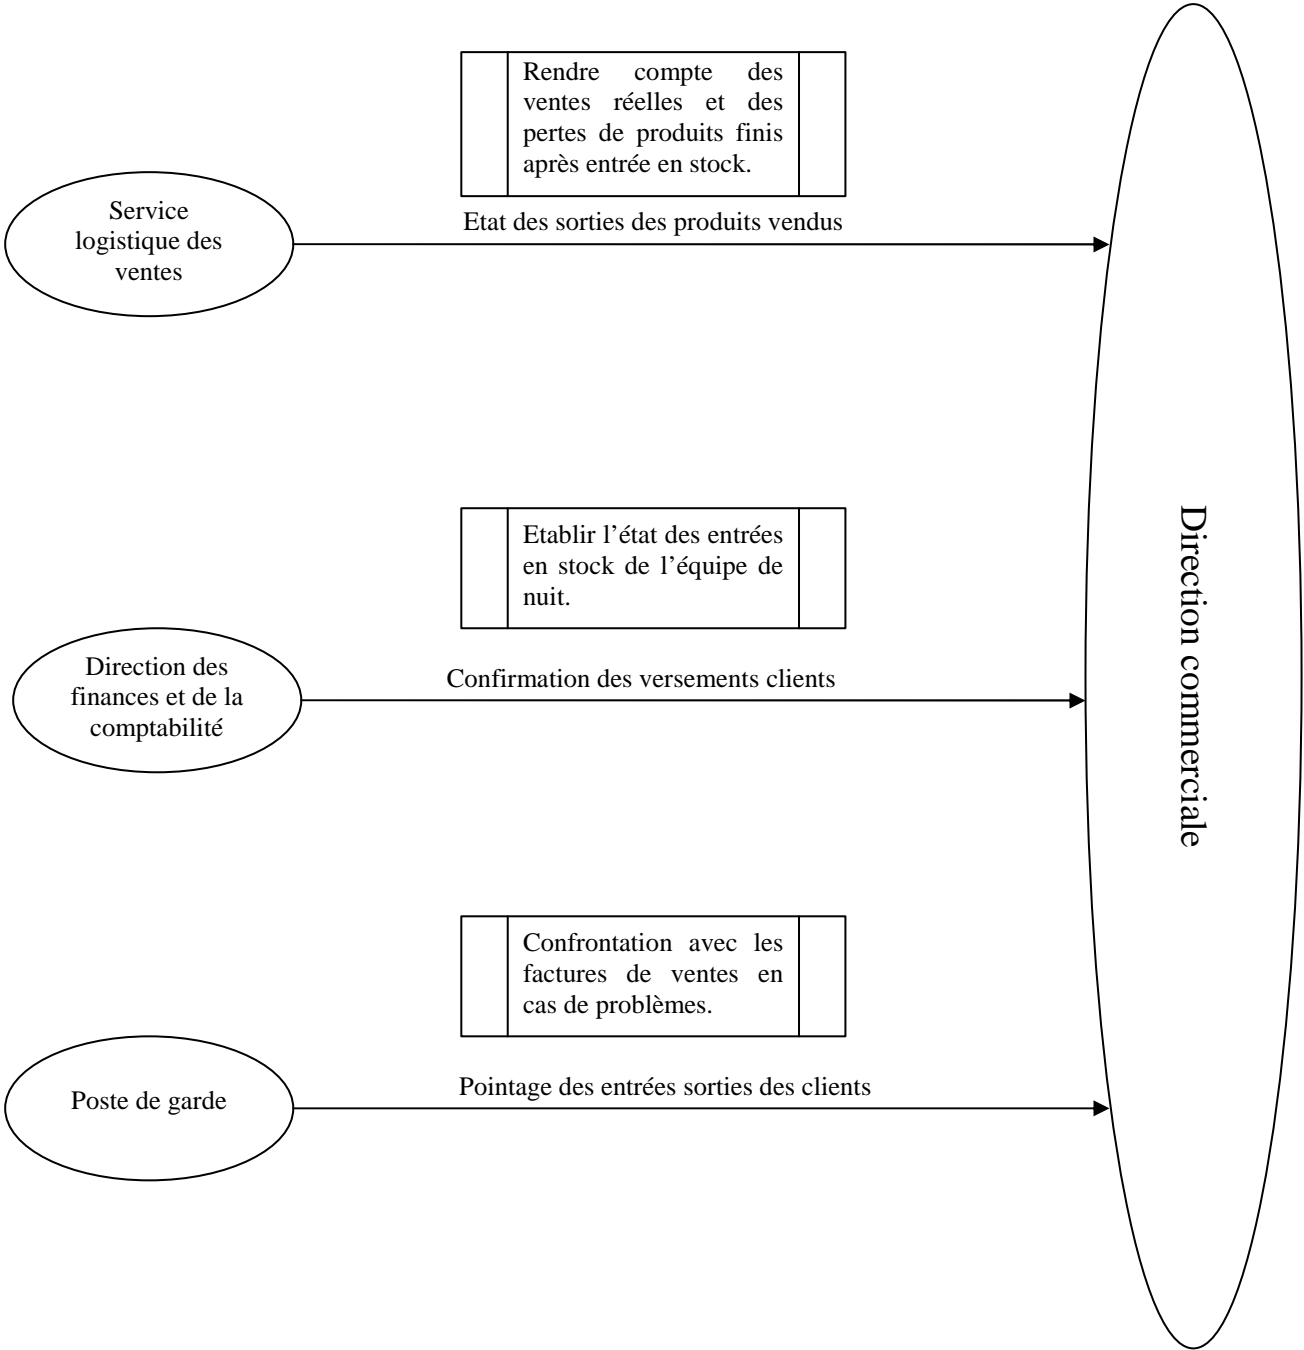 Rendre compte des
ventes réelles et des
pertes de produits finis
après entrée en stock.
Etat des sorties des produits vendus
Service
logistique des
ventes
Etablir l’état des entrées
en stock de l’équipe de
nuit.
Confirmation des versements clients
Direction des
finances et de la
comptabilité
Direction commerciale
Confrontation avec les
factures de ventes en
cas de problèmes.
Pointage des entrées sorties des clients
Poste de garde